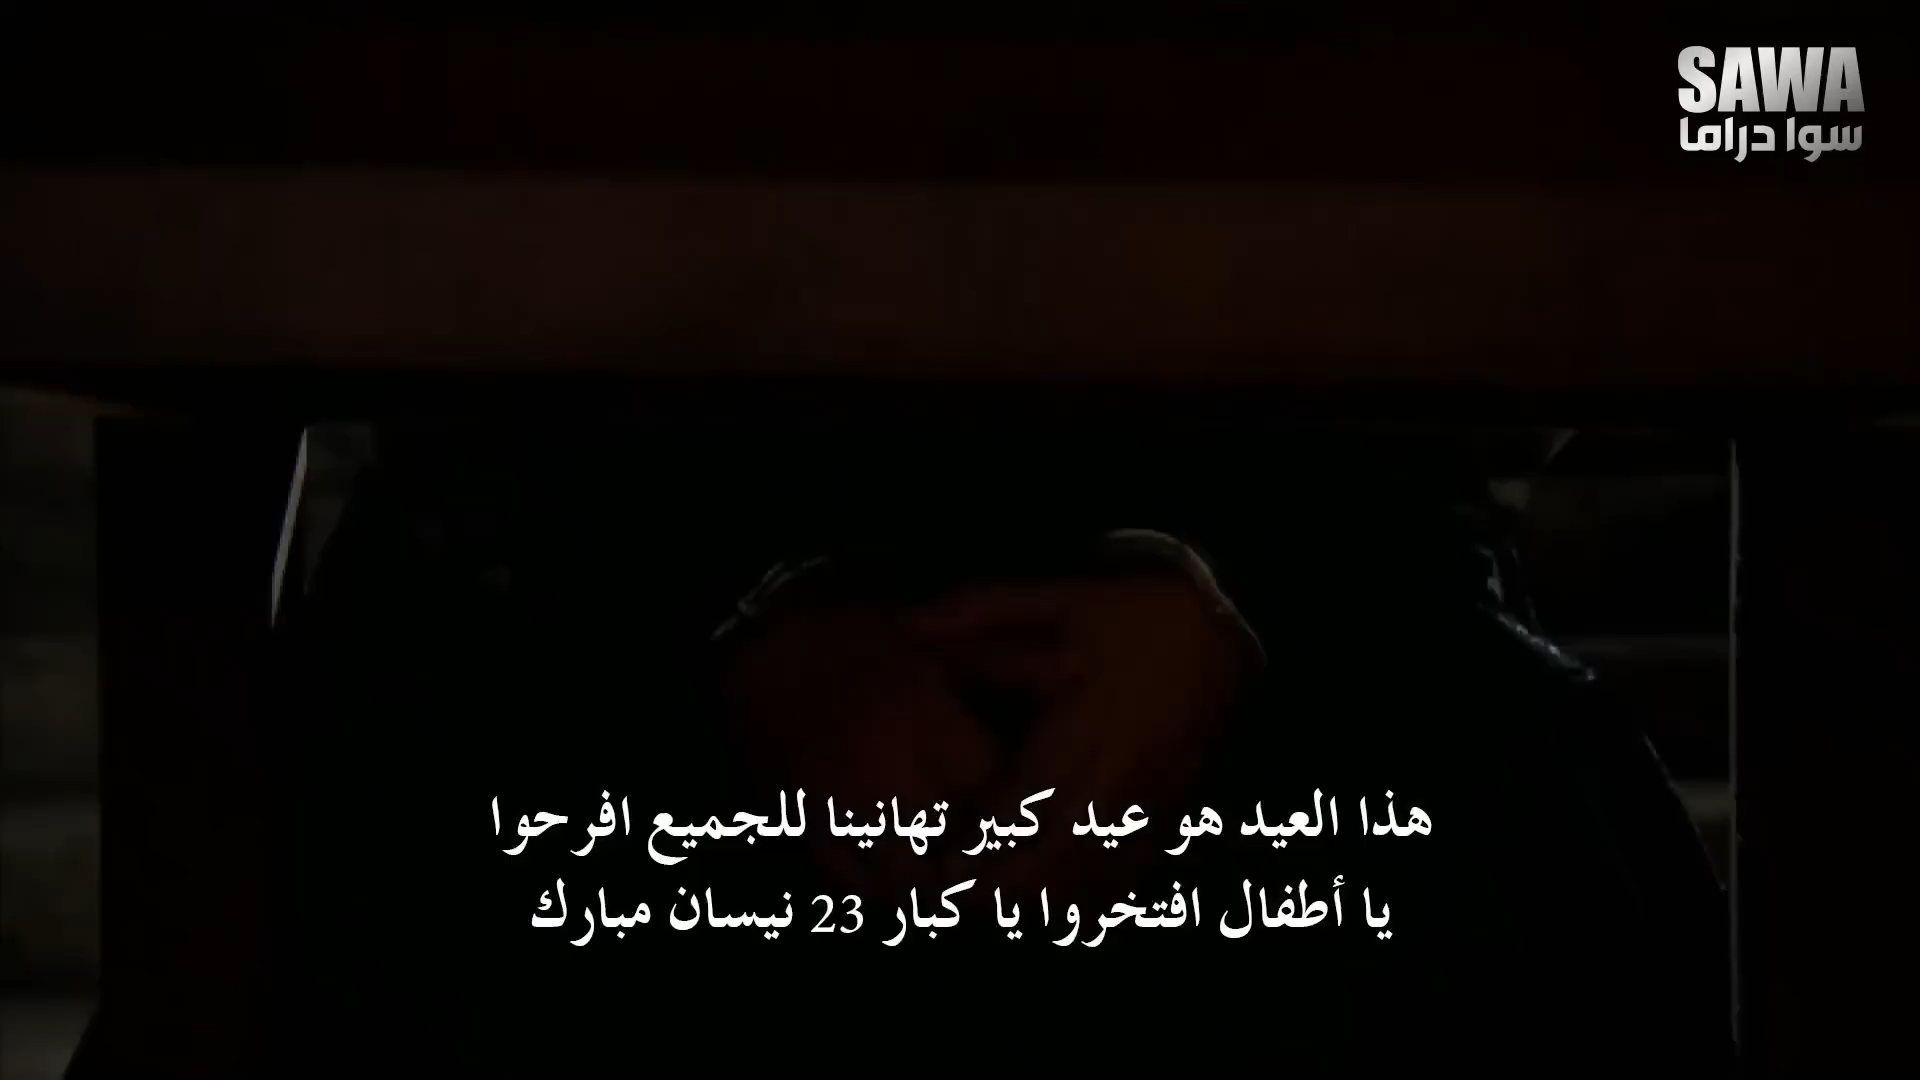 SAWA
سوا دراما
هذا العيد هو عيد كبير تهانينا للجميع افرحوا
يا أطفال افتخروا يا كبار 23 نيسان مبارك